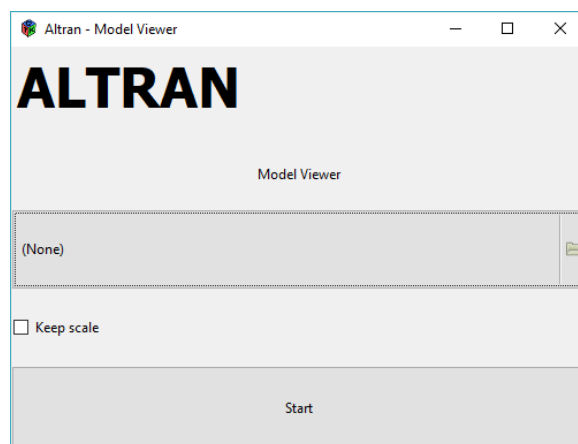 Altran - Model Viewer
ALTRAN
Model Viewer
(None)
Keep scale
Start